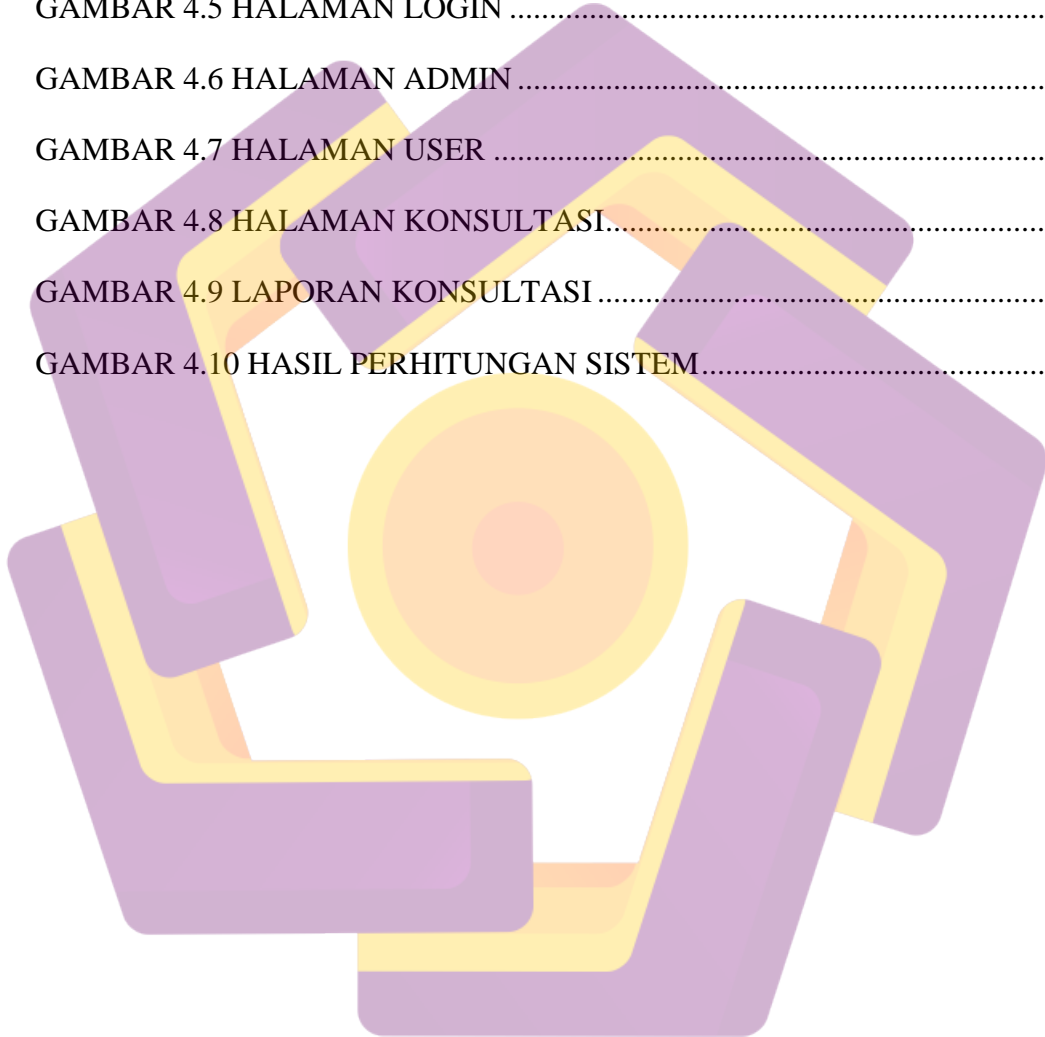 GAMBAR 4.5 HALAMAN LOGIN ....................................................................
GAMBAR 4.6 HALAMAN ADMIN ...................................................................
GAMBAR 4.7 HALAMAN USER ......................................................................
GAMBAR 4.8 HALAMAN KONSULTASI.......................................................
GAMBAR 4.9 LAPORAN KONSULTASI .........................................................
GAMBAR 4.10 HASIL PERHITUNGAN SISTEM...........................................